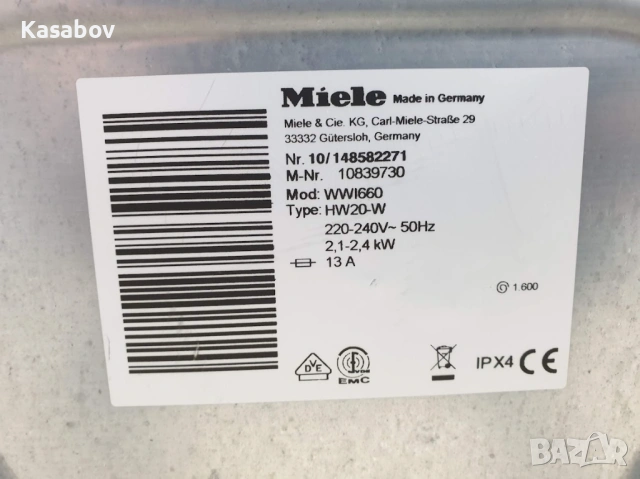 Kasabov
Miele Made in Germany
Miele & Cie. KG, Carl-Miele-Straße 29
33332 Gütersloh, Germany
Nr. 10/148582271
M-Nr. 10839730
Mod: WWI660
Type: HW20-W
220-240V~ 50Hz
2,1-2,4 kW
13 A
1.600
DVE
EMC
IPX4 CE
BAZAR